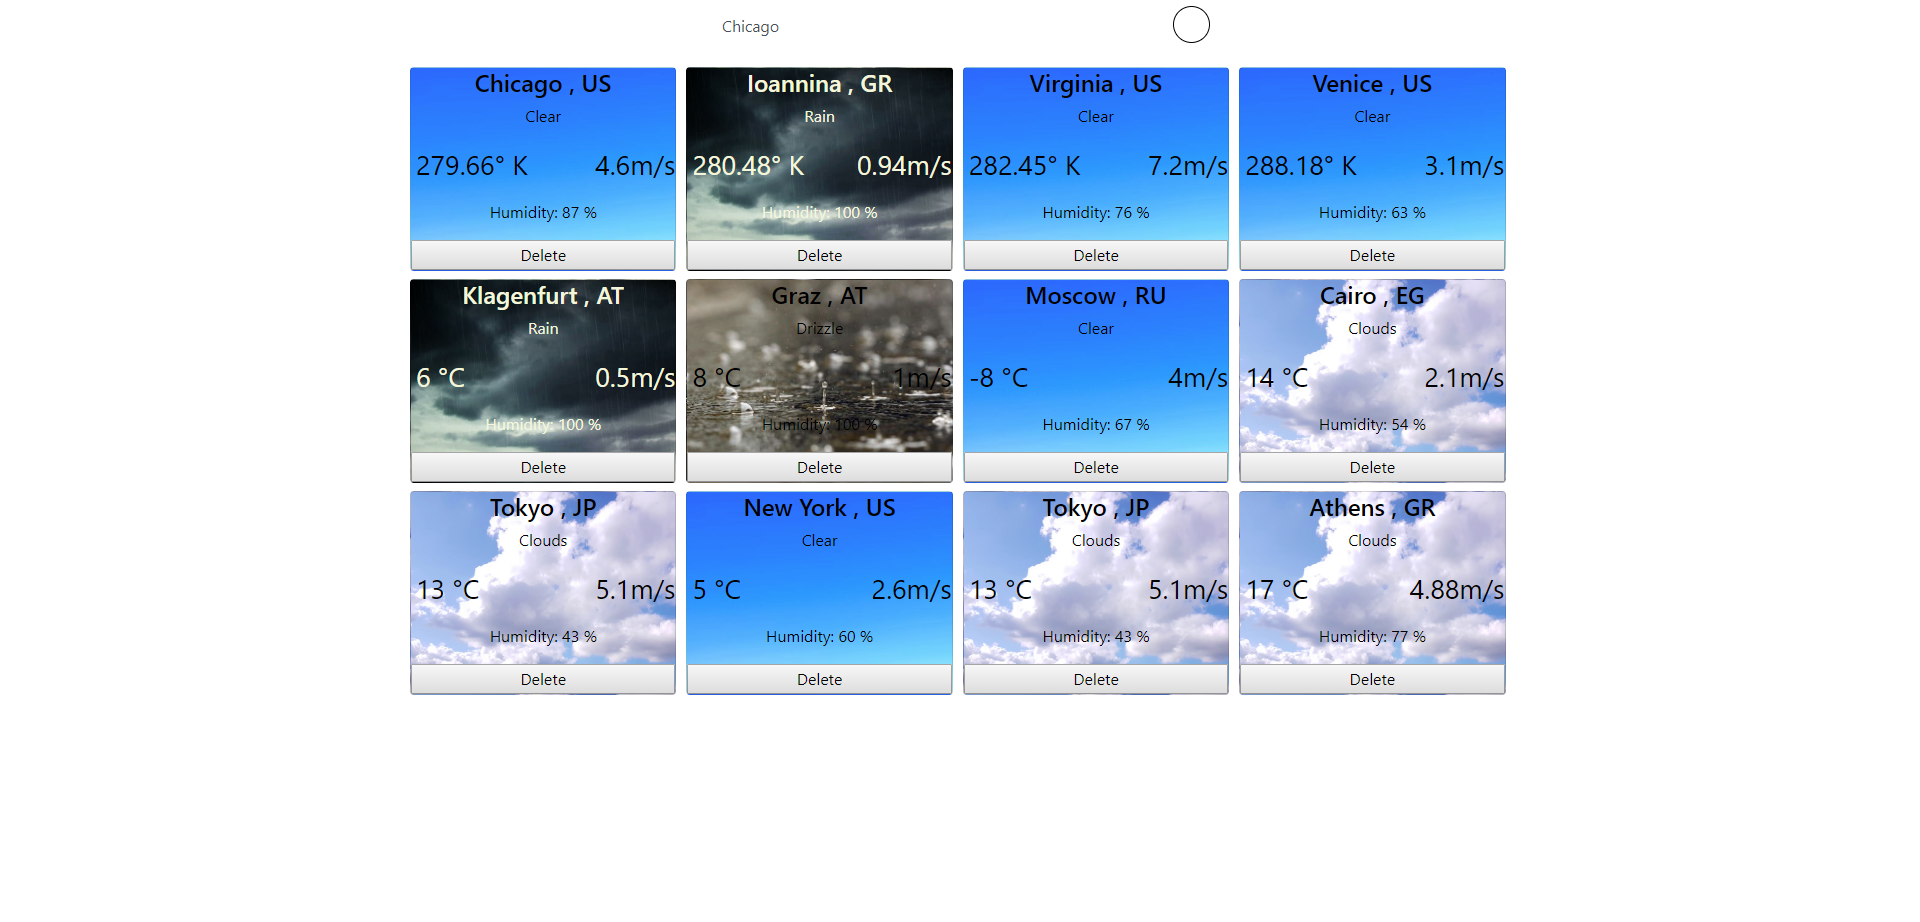 Chicago
Chicago , US
Clear
279.66° K 4.6m/s
Humidity: 87 %
Delete
Ioannina , GR
Rain
280.48° K 0.94m/s
Humidity: 100 %
Delete
Virginia , US
Clear
282.45° K 7.2m/s
Humidity: 76 %
Delete
Venice , US
Clear
288.18° K 3.1m/s
Humidity: 63 %
Delete
Klagenfurt , AT
Rain
6 °C 0.5m/s
Humidity: 100 %
Delete
Graz , AT
Drizzle
8 °C 1m/s
Humidity: 100 %
Delete
Moscow , RU
Clear
-8 °C 4m/s
Humidity: 67 %
Delete
Cairo , EG
Clouds
14 °C 2.1m/s
Humidity: 54 %
Delete
Tokyo , JP
Clouds
13 °C 5.1m/s
Humidity: 43 %
Delete
New York , US
Clear
5 °C 2.6m/s
Humidity: 60 %
Delete
Tokyo , JP
Clouds
13 °C 5.1m/s
Humidity: 43 %
Delete
Athens , GR
Clouds
17 °C 4.88m/s
Humidity: 77 %
Delete